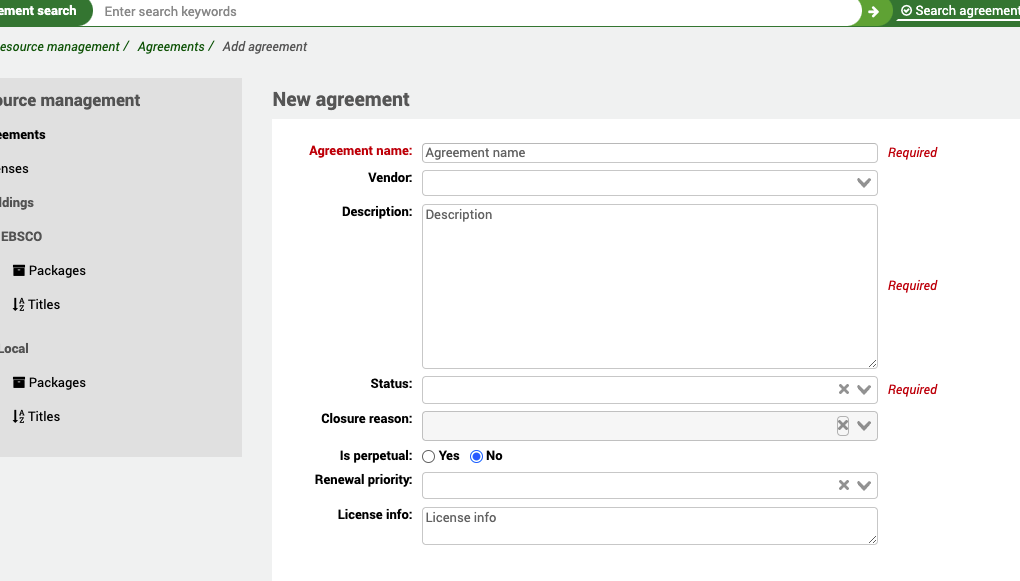 ement search Enter search keywords Search agreement
esource management / Agreements / Add agreement
ource management
eements
enses
ldings
EBSCO
Packages
Titles
Local
Packages
Titles
New agreement
Agreement name: Agreement name Required
Vendor:
Description: Description Required
Status: Required
Closure reason:
Is perpetual: Yes No
Renewal priority:
License info: License info